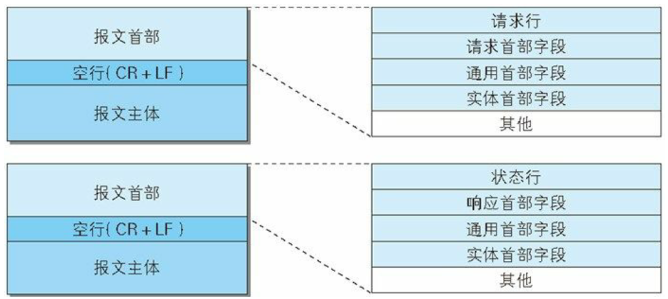 报文首部
空行(CR+LF)
报文主体
请求行
请求首部字段
通用首部字段
实体首部字段
其他
报文首部
空行(CR+LF)
报文主体
状态行
响应首部字段
通用首部字段
实体首部字段
其他